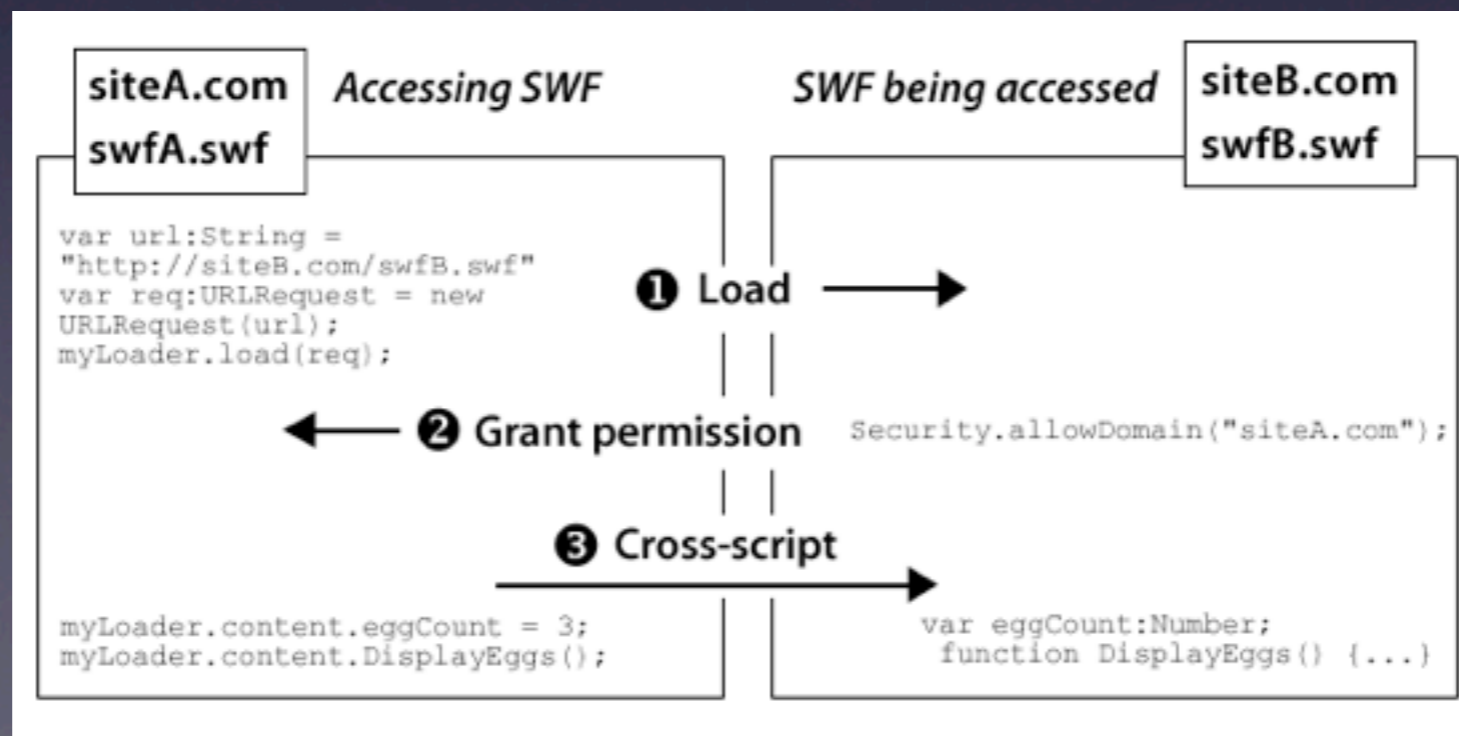 siteA.com
swfA.swf
Accessing SWF
SWF being accessed
siteB.com
swfB.swf
var url:String =
"http://siteB.com/swfB.swf"
var req:URLRequest = new
URLRequest(url);
myLoader.load(req);
❶ Load
❷ Grant permission
Security.allowDomain("siteA.com");
❸ Cross-script
myLoader.content.eggCount = 3;
myLoader.content.DisplayEggs();
var eggCount:Number;
function DisplayEggs() {...}